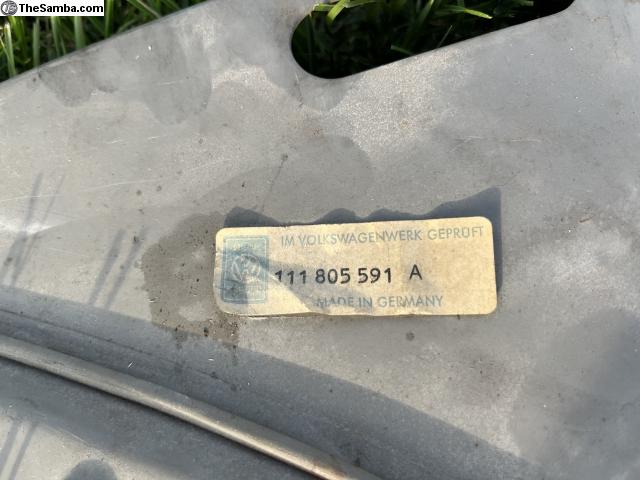 TheSamba.com
IM VOLKSWAGENWERK GEPRÜFT
111 805 591 A
MADE IN GERMANY